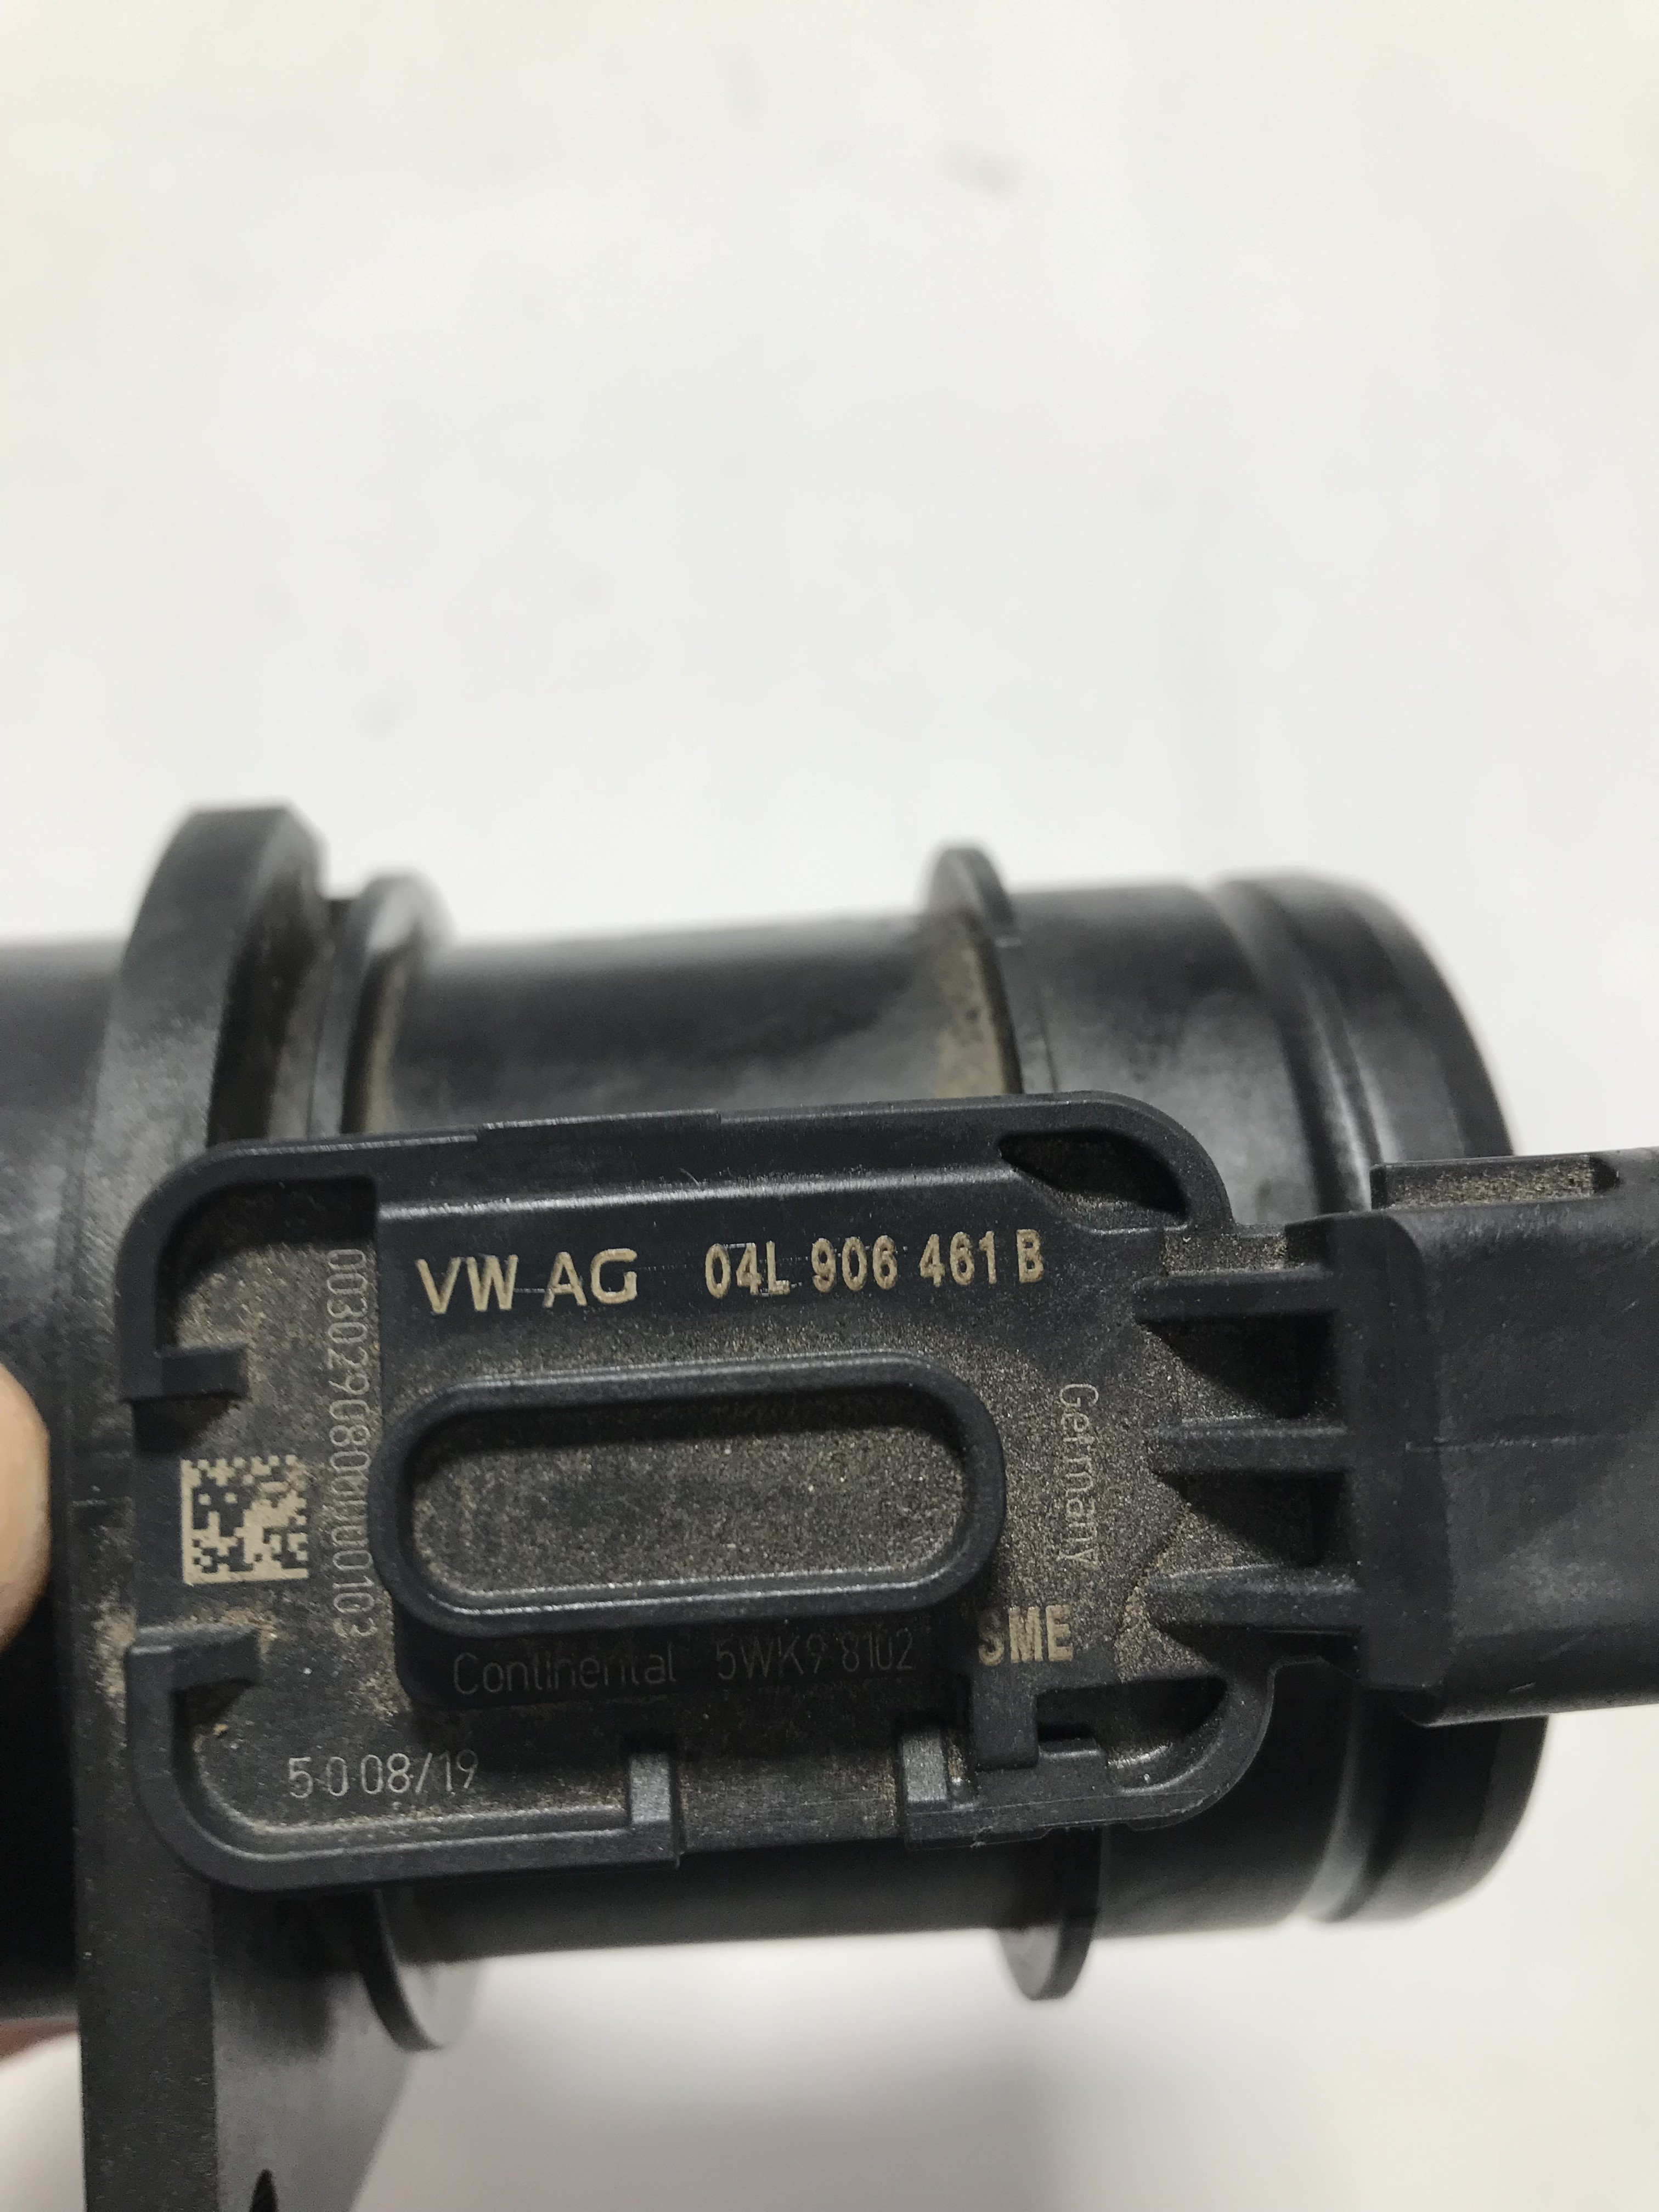 VW AG 04L 906 461 B
Germany
SME
Continental 5WK9 8102
5 0 08/19